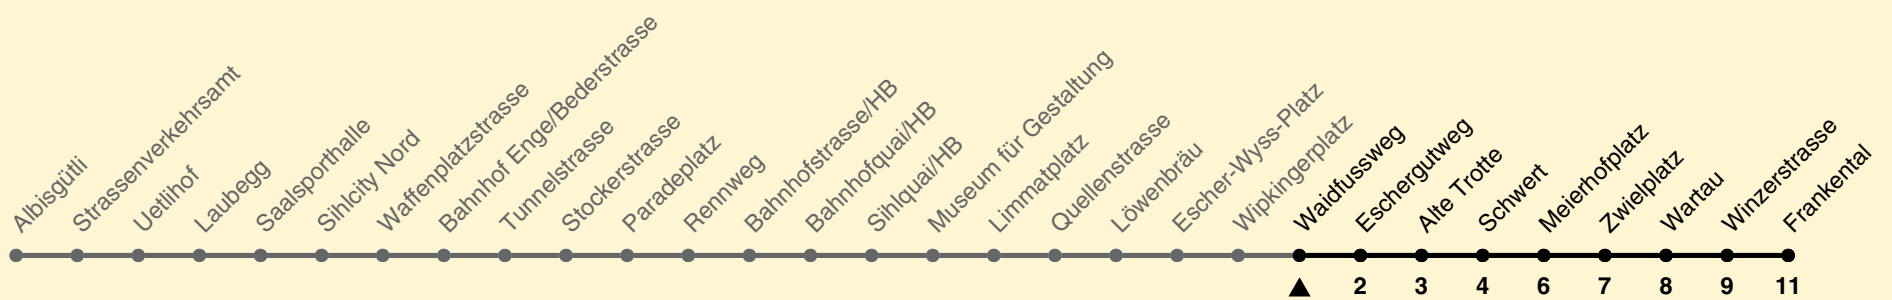 Albisgütli
Strassenverkehrsamt
Uetlihof
Laubegg
Saalsporthalle
Sihlcity Nord
Waffenplatzstrasse
Bahnhof Enge/Bederstrasse
Tunnelstrasse
Stockerstrasse
Paradeplatz
Rennweg
Bahnhofstrasse/HB
Bahnhofquai/HB
Sihlquai/HB
Museum für Gestaltung
Limmatplatz
Quellenstrasse
Löwenbräu
Escher-Wyss-Platz
Wipkingerplatz
Waidfussweg
Eschergutweg
Alte Trotte
Schwert
Meierhofplatz
Zwielplatz
Wartau
Winzerstrasse
Frankental
2 3 4 6 7 8 9 11